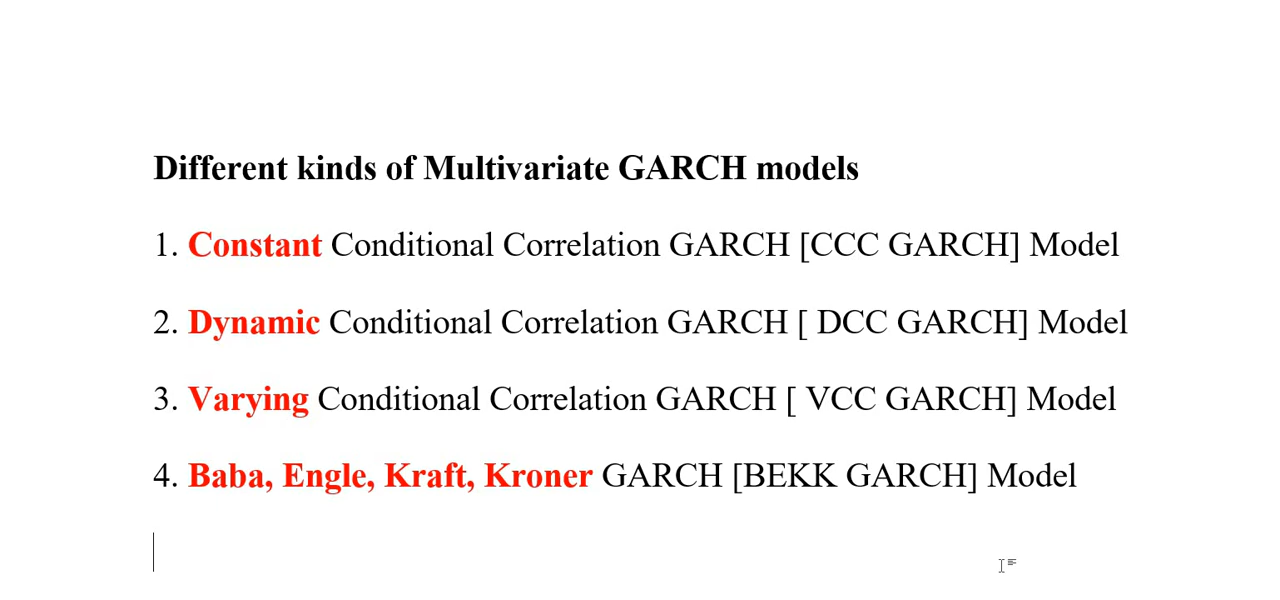 Different kinds of Multivariate GARCH models
1. Constant Conditional Correlation GARCH [CCC GARCH] Model
2. Dynamic Conditional Correlation GARCH [ DCC GARCH] Model
3. Varying Conditional Correlation GARCH [ VCC GARCH] Model
4. Baba, Engle, Kraft, Kroner GARCH [BEKK GARCH] Model